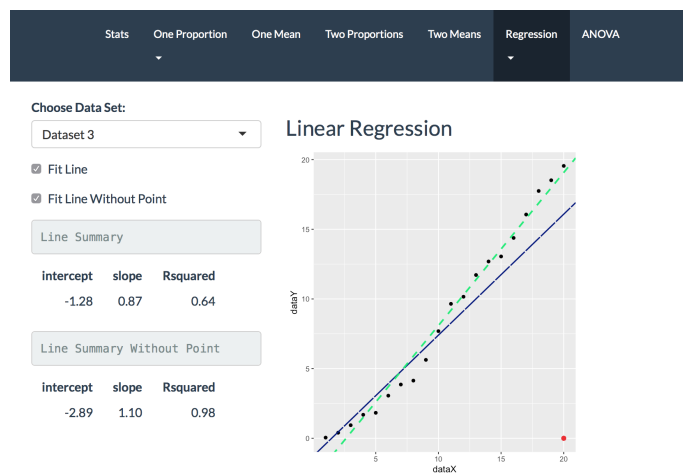 Stats One Proportion One Mean Two Proportions Two Means Regression ANOVA
Choose Data Set:
Dataset 3
Linear Regression
Fit Line
Fit Line Without Point
Line Summary
intercept slope Rsquared
-1.28 0.87 0.64
Line Summary Without Point
intercept slope Rsquared
-2.89 1.10 0.98
20
15
10
5
0
dataY
5 10 15 20
dataX